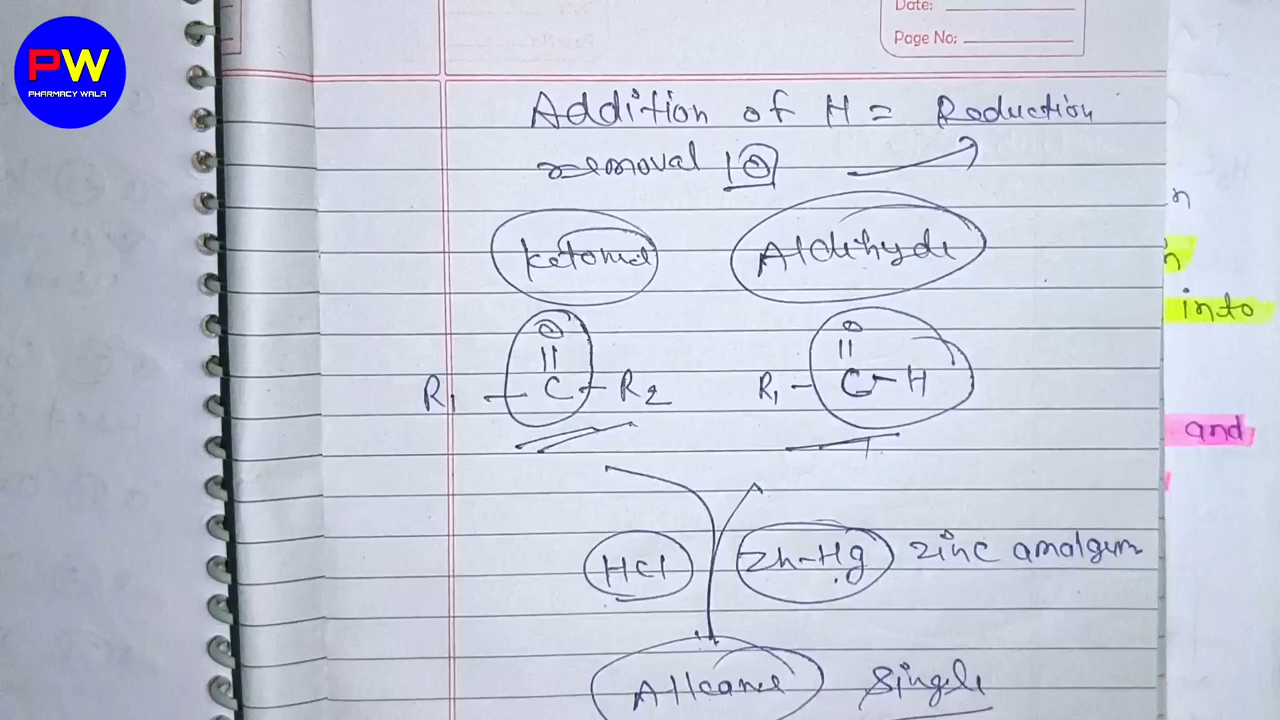 PW
PHARMACY WALA
Date:
Page No:
Addition of H = Reduction
removal O
n
Ketone Aldehyde
n
into
O O
|| ||
R1 – C – R2 R1 – C – H
and
HCl Zn-Hg zinc amalgum
Alkane Single